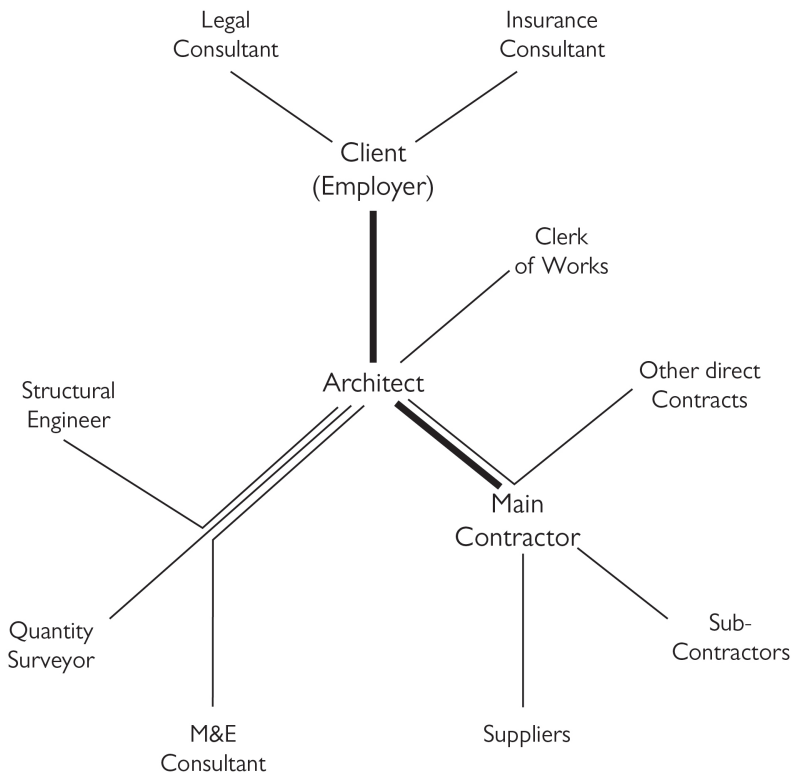 Legal
Consultant
Insurance
Consultant
Client
(Employer)
Clerk
of Works
Architect
Other direct
Contracts
Structural
Engineer
Main
Contractor
Quantity
Surveyor
Sub-
Contractors
M&E
Consultant
Suppliers